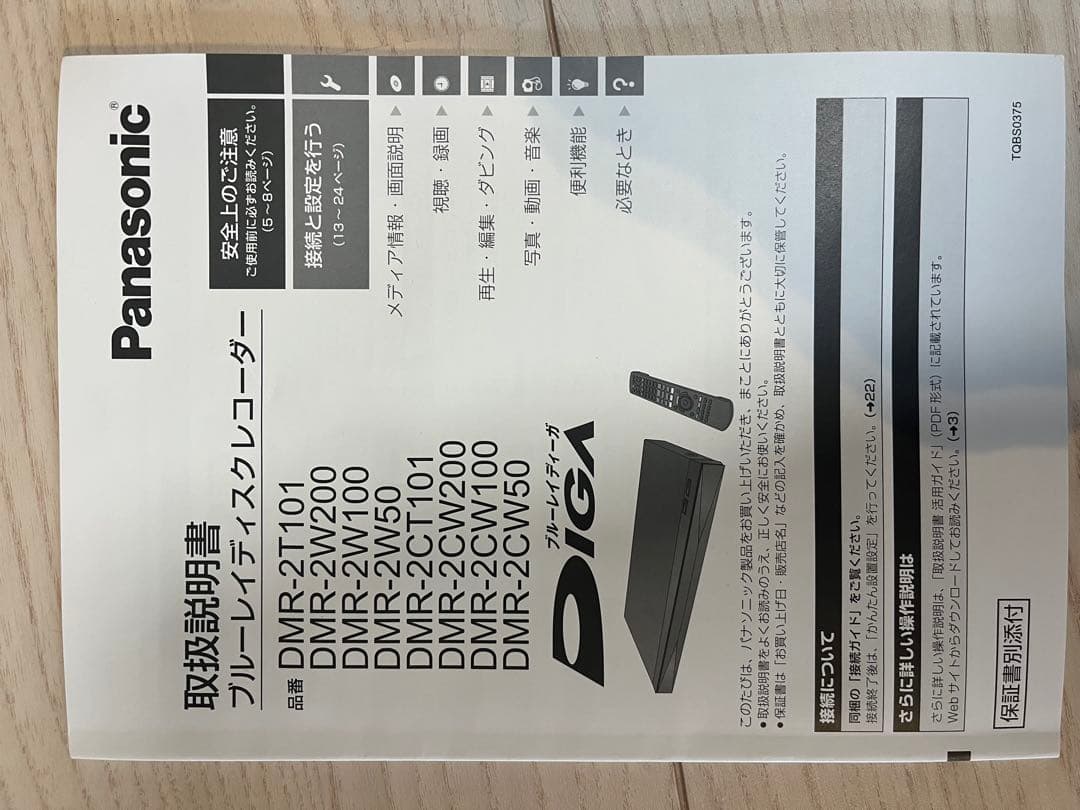 Panasonic®
取扱説明書
ブルーレイディスクレコーダー
品番 DMR-2T101
DMR-2W200
DMR-2W100
DMR-2W50
DMR-2CT101
DMR-2CW200
DMR-2CW100
DMR-2CW50
ブルーレイディーガ
DIGA
安全上のご注意
ご使用前に必ずお読みください。
(5～8ページ)
接続と設定を行う
(13～24ページ)
メディア情報・画面説明▶
視聴・録画▶
再生・編集・ダビング▶
写真・動画・音楽▶
便利機能▶
必要なとき▶
?
このたびは、パナソニック製品をお買い上げいただき、まことにありがとうございます。
●取扱説明書をよくお読みのうえ、正しく安全にお使いください。
●保証書は「お買い上げ日・販売店名」などの記入を確かめ、取扱説明書とともに大切に保管してください。
接続について
同梱の「接続ガイド」をご覧ください。
接続終了後は、「かんたん設置設定」を行ってください。(➔22)
さらに詳しい操作説明は
さらに詳しい操作説明は、「取扱説明書 活用ガイド」(PDF形式)に記載されています。
Webサイトからダウンロードしてお読みください。(➔3)
保証書別添付
TQBS0375